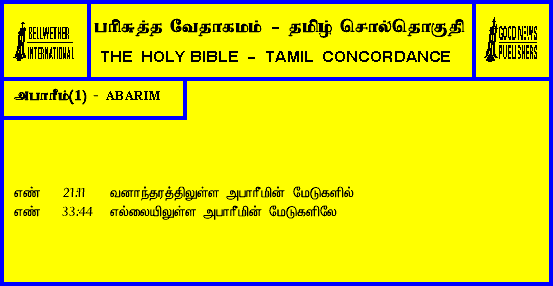 BELLWETHER
INTERNATIONAL
பரிசுத்த வேதாகமம் - தமிழ் சொல்தொகுதி
THE HOLY BIBLE - TAMIL CONCORDANCE
GOOD NEWS
PUBLISHERS
அபாரீம்(1) - ABARIM
எண் 21:11 வனாந்தரத்திலுள்ள அபாரீமின் மேடுகளில்
எண் 33:44 எல்லையிலுள்ள அபாரீமின் மேடுகளிலே